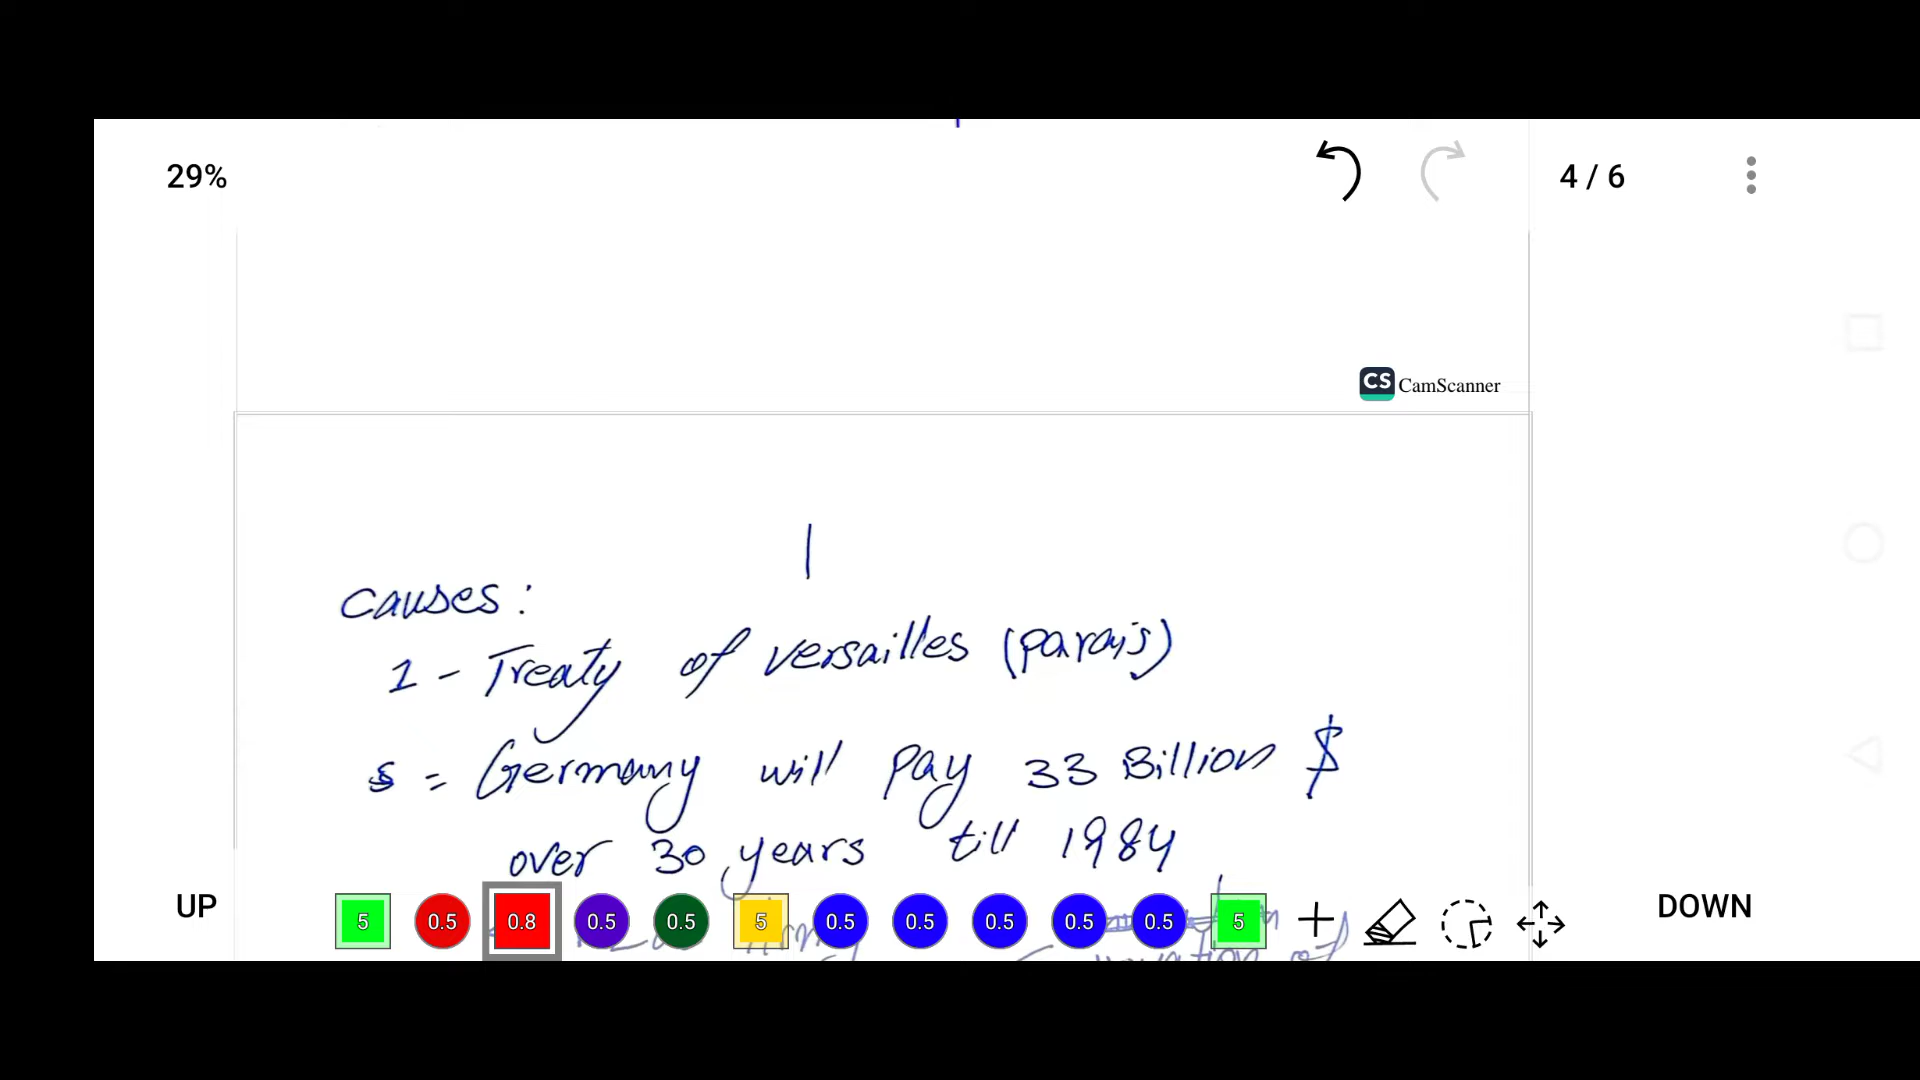 29%
4 / 6
CS CamScanner
causes :
1 - Treaty of versailles (parais)
s = Germany will pay 33 Billion $
over 30 years till 1984
UP
5 0.5 0.8 0.5 0.5 5 0.5 0.5 0.5 0.5 0.5 5
DOWN